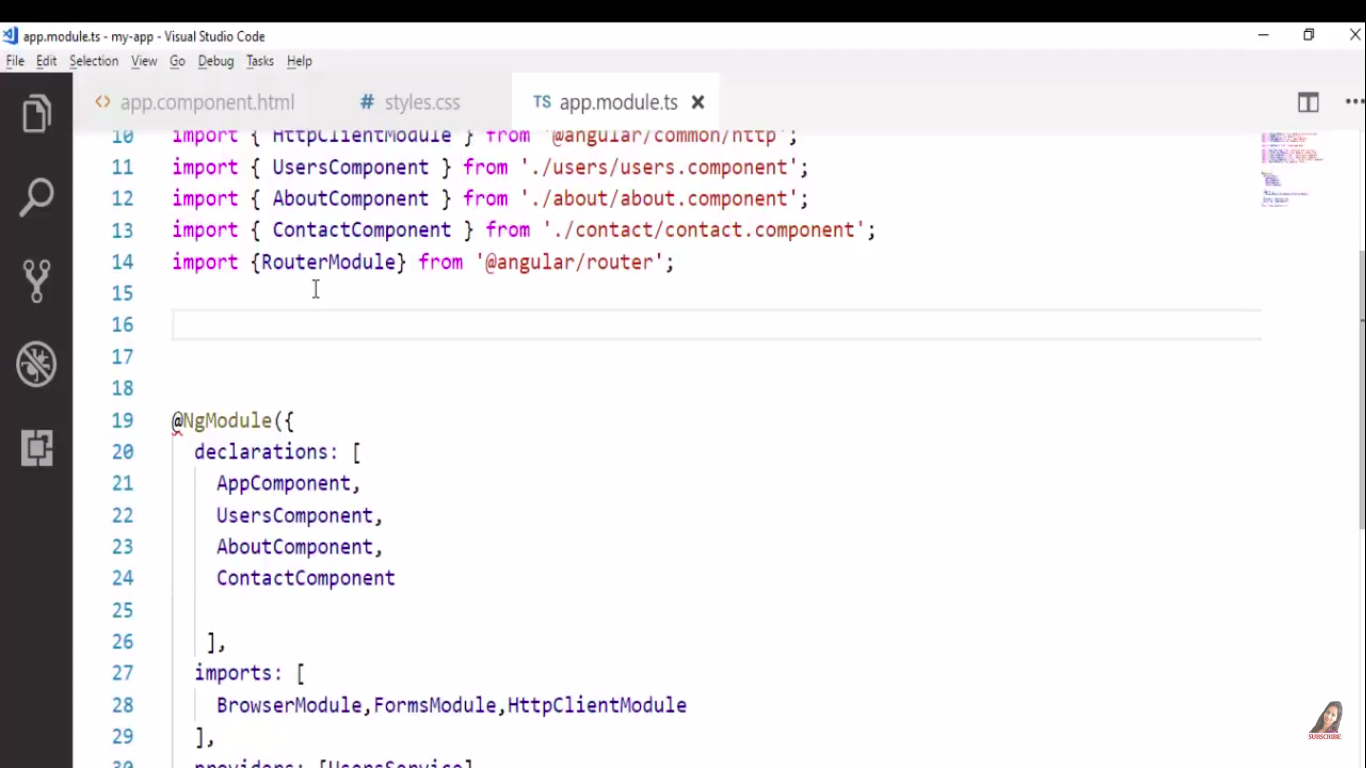 app.module.ts - my-app - Visual Studio Code
File Edit Selection View Go Debug Tasks Help
<> app.component.html # styles.css TS app.module.ts
10 import { HttpClientModule } from '@angular/common/http';
11 import { UsersComponent } from './users/users.component';
12 import { AboutComponent } from './about/about.component';
13 import { ContactComponent } from './contact/contact.component';
14 import {RouterModule} from '@angular/router';
15
16
17
18
19 @NgModule({
20 declarations: [
21 AppComponent,
22 UsersComponent,
23 AboutComponent,
24 ContactComponent
25
26 ],
27 imports: [
28 BrowserModule,FormsModule,HttpClientModule
29 ],
30 providers: [UsersService]
SUBSCRIBE